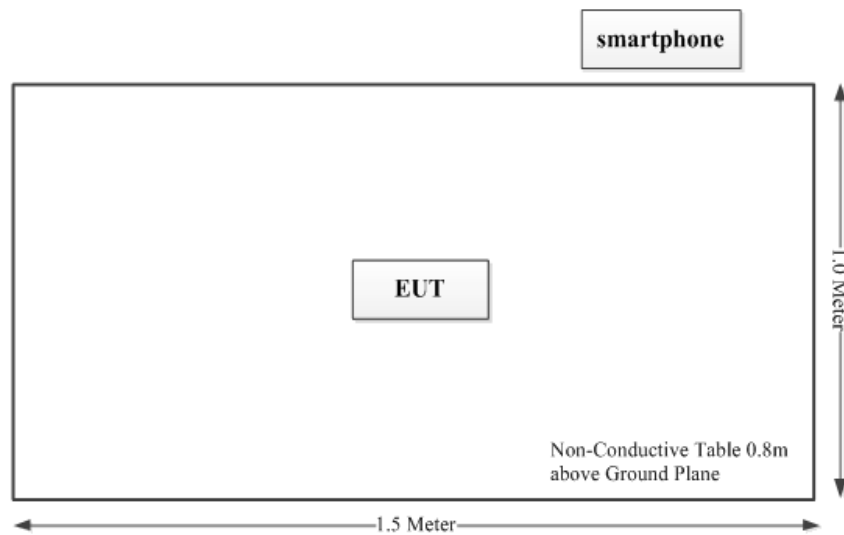 smartphone
EUT
1.0 Meter
Non-Conductive Table 0.8m
above Ground Plane
1.5 Meter